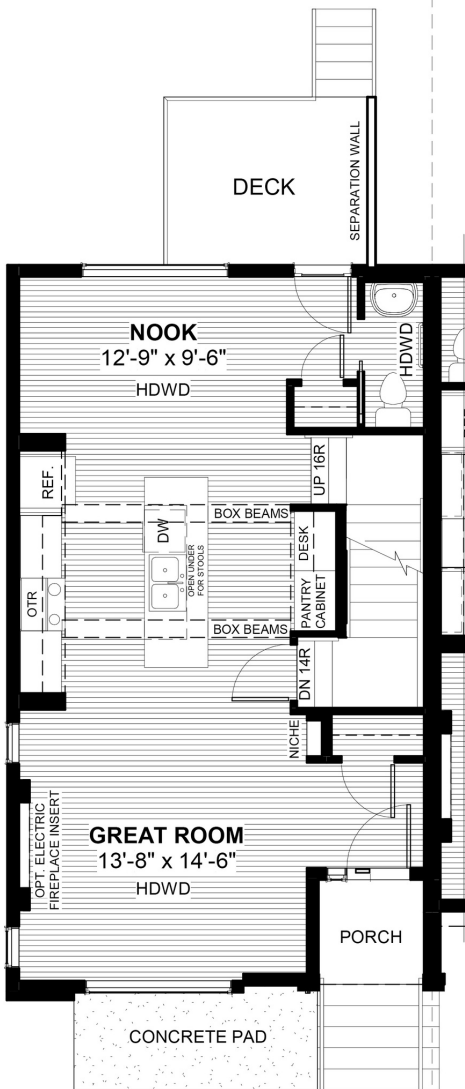 DECK
SEPARATION WALL
NOOK
12'-9" x 9'-6"
HDWD
HDWD
REF.
UP 16R
BOX BEAMS
DW
OPEN UNDER
FOR STOOLS
DESK
PANTRY
CABINET
OTR
BOX BEAMS
DN 14R
NICHE
OPT. ELECTRIC
FIREPLACE INSERT
GREAT ROOM
13'-8" x 14'-6"
HDWD
PORCH
CONCRETE PAD